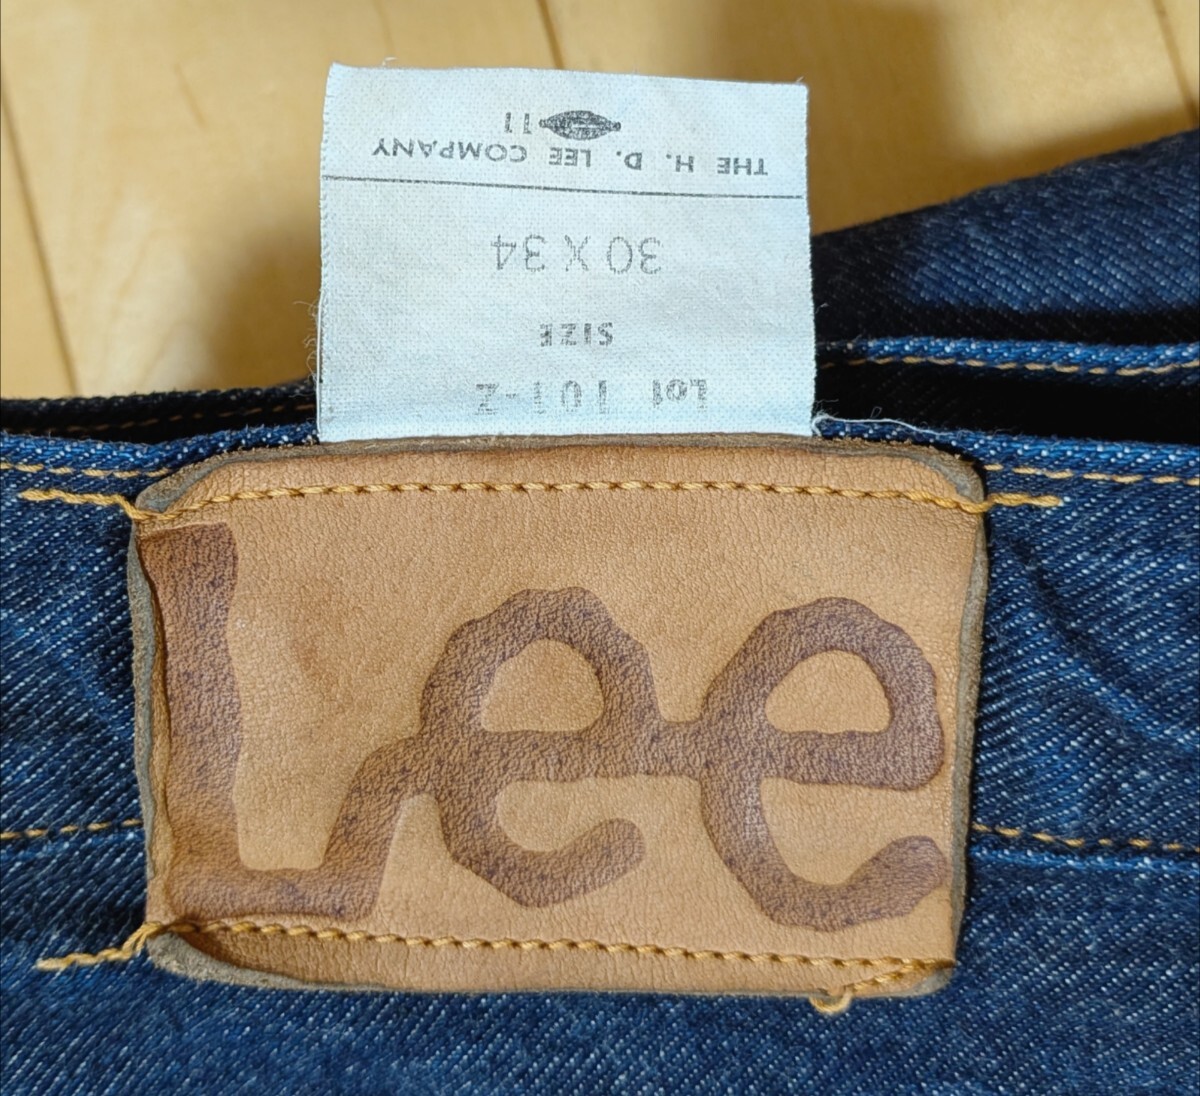 Lot 101-Z
SIZE
30 X 34
THE H. D. LEE COMPANY
11
Lee